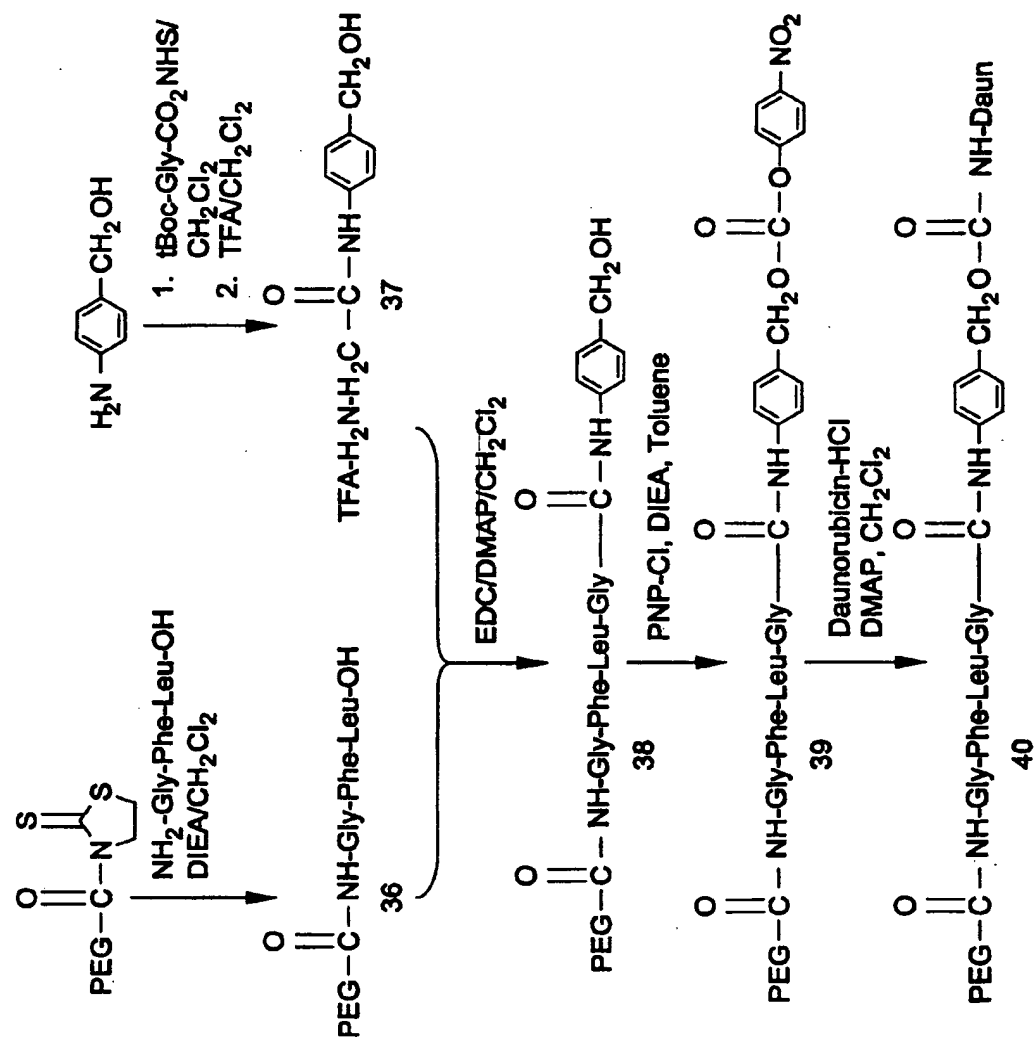 H2N CH2OH
1. tBoc-Gly-CO2NHS/
CH2Cl2
2. TFA/CH2Cl2
O
TFA-H2N-H2C-C-NH CH2OH
37
S
O
PEG-C-N S
NH2-Gly-Phe-Leu-OH
DIEA/CH2Cl2
O
PEG-C-NH-Gly-Phe-Leu-OH
36
EDC/DMAP/CH2Cl2
O O
PEG-C-NH-Gly-Phe-Leu-Gly-C-NH CH2OH
38
PNP-Cl, DIEA, Toluene
O O O
PEG-C-NH-Gly-Phe-Leu-Gly-C-NH CH2O-C-O NO2
39
Daunorubicin-HCl
DMAP, CH2Cl2
O O O
PEG-C-NH-Gly-Phe-Leu-Gly-C-NH CH2O-C-NH-Daun
40